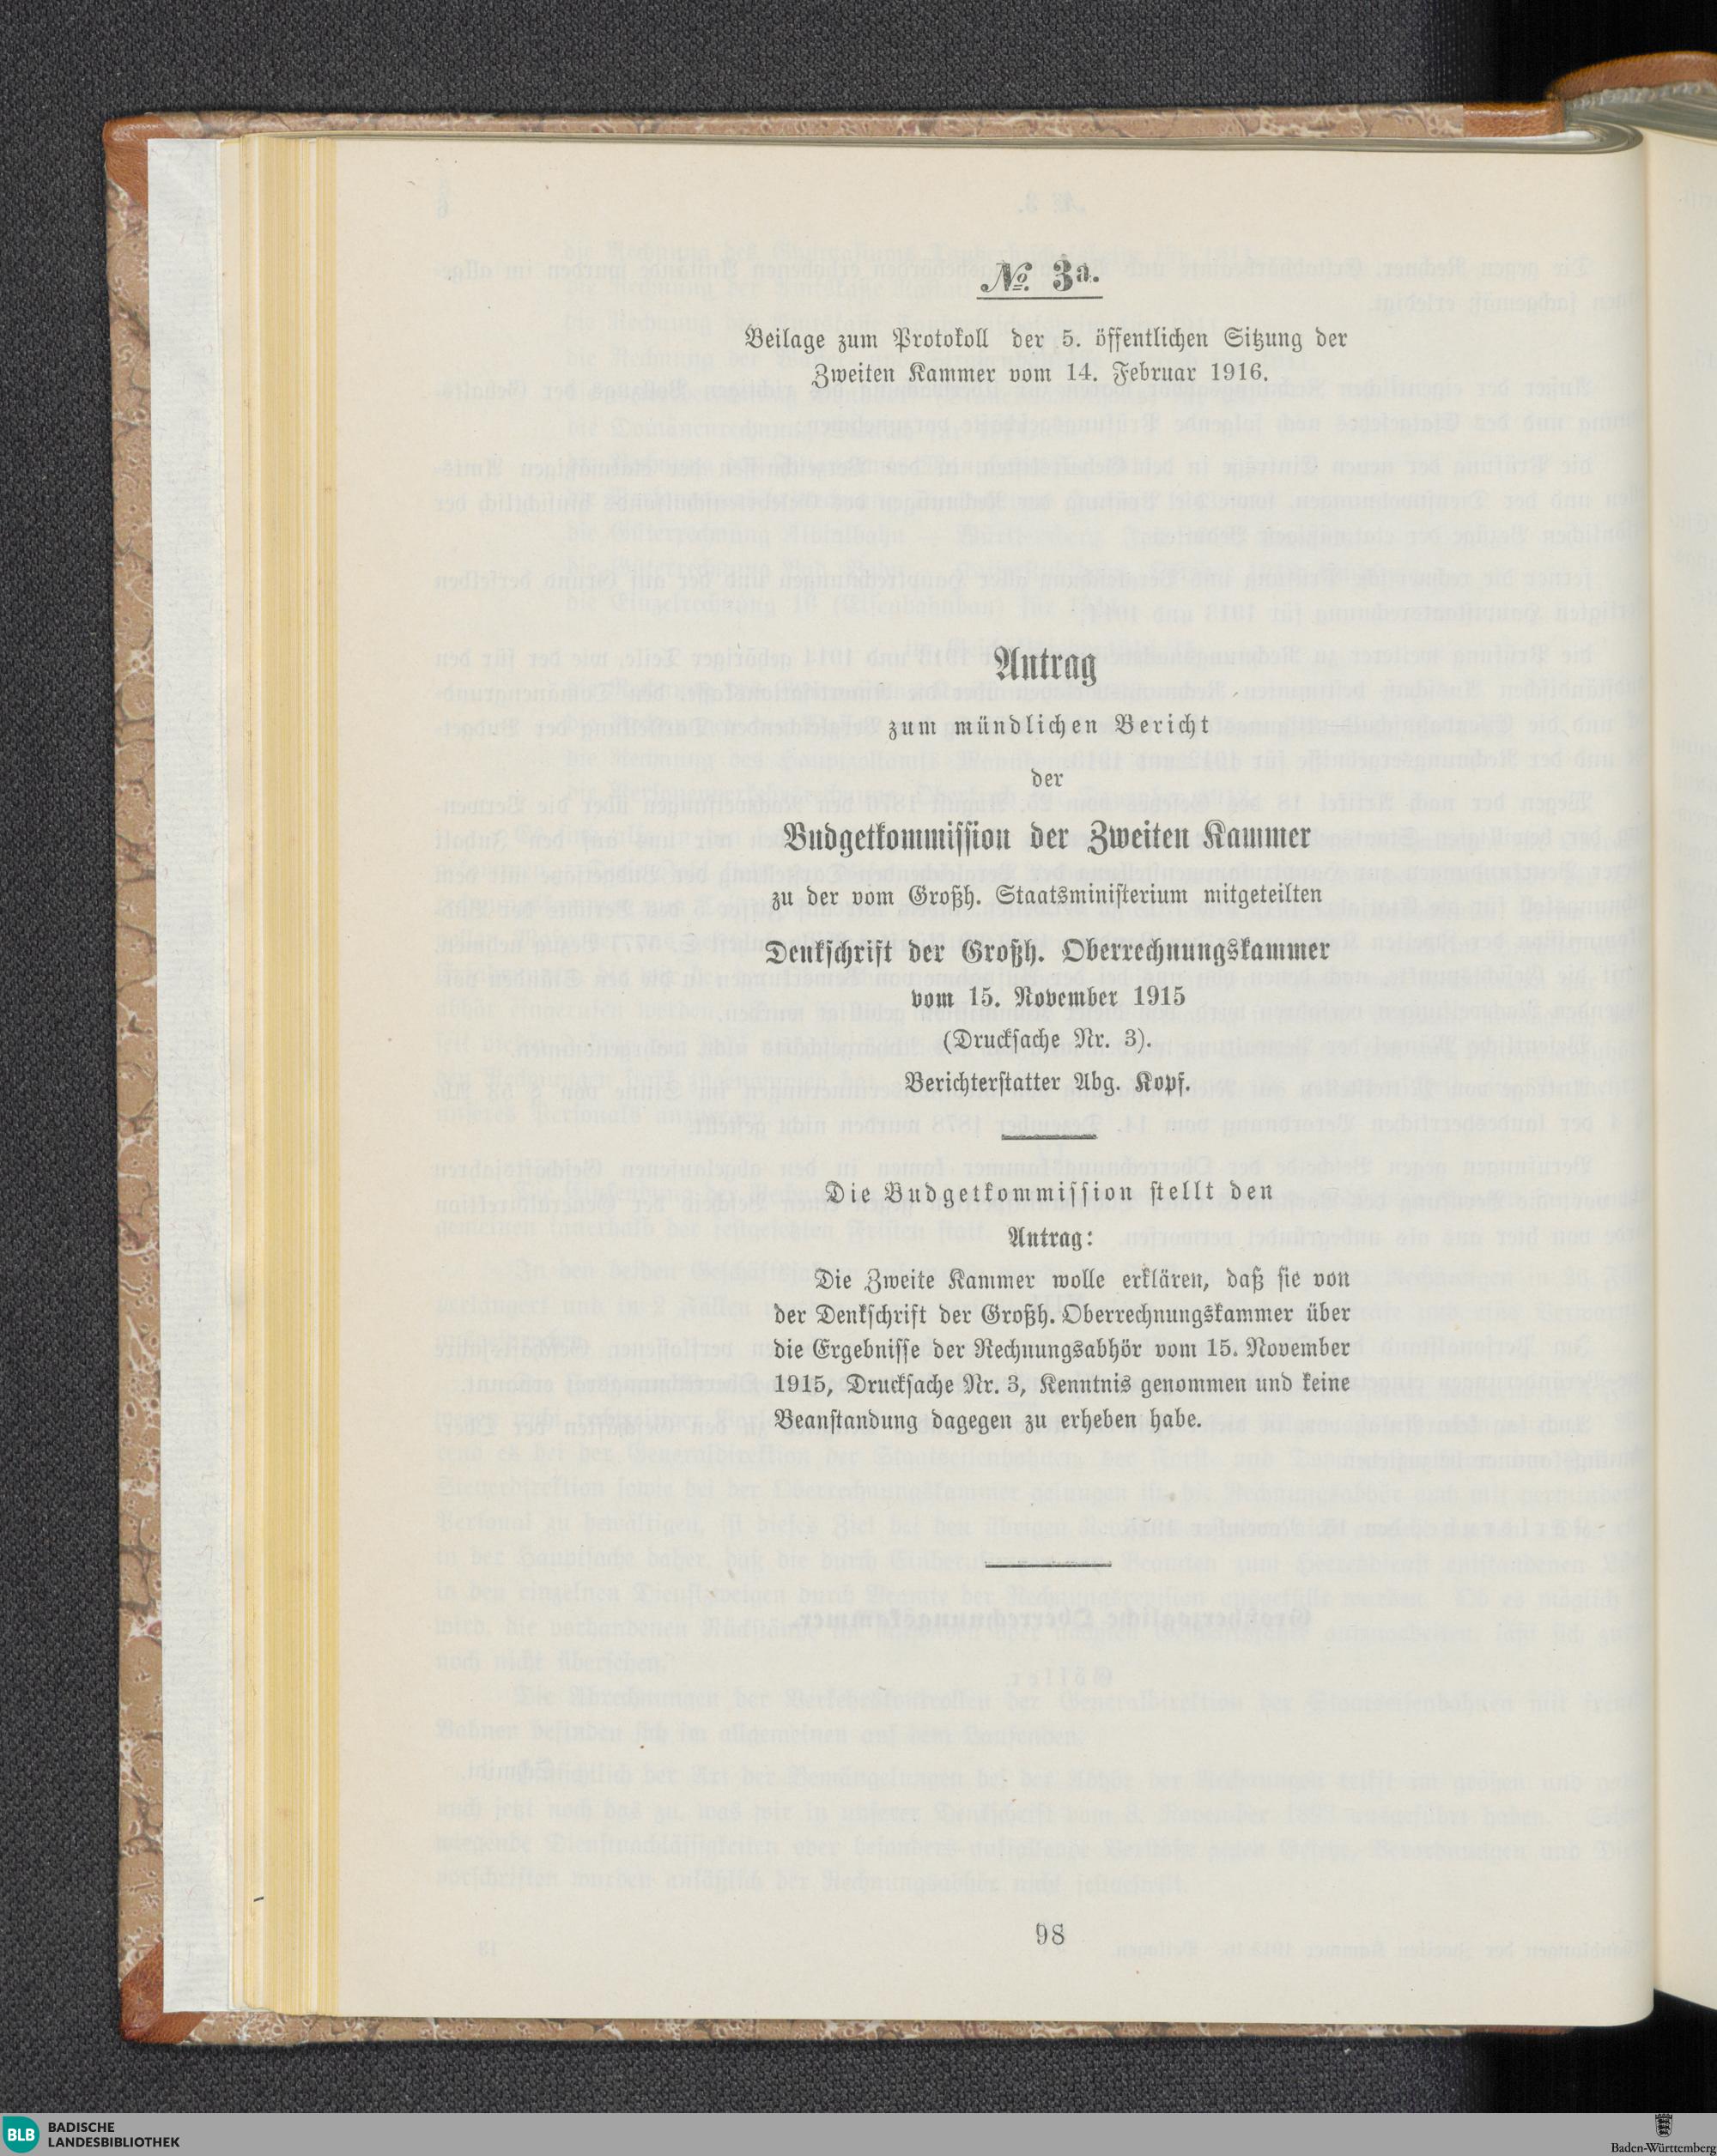 № 3a.
Beilage zum Protokoll der 5. öffentlichen Sitzung der
Zweiten Kammer vom 14. Februar 1916.
Antrag
zum mündlichen Bericht
der
Budgetkommission der Zweiten Kammer
zu der vom Großh. Staatsministerium mitgeteilten
Denkschrift der Großh. Oberrechnungskammer
vom 15. November 1915
(Drucksache Nr. 3).
Berichterstatter Abg. Kopf.
Die Budgetkommission stellt den
Antrag:
Die Zweite Kammer wolle erklären, daß sie von
der Denkschrift der Großh. Oberrechnungskammer über
die Ergebnisse der Rechnungsabhör vom 15. November
1915, Drucksache Nr. 3, Kenntnis genommen und keine
Beanstandung dagegen zu erheben habe.
98
BLB BADISCHE
LANDESBIBLIOTHEK
Baden-Württemberg